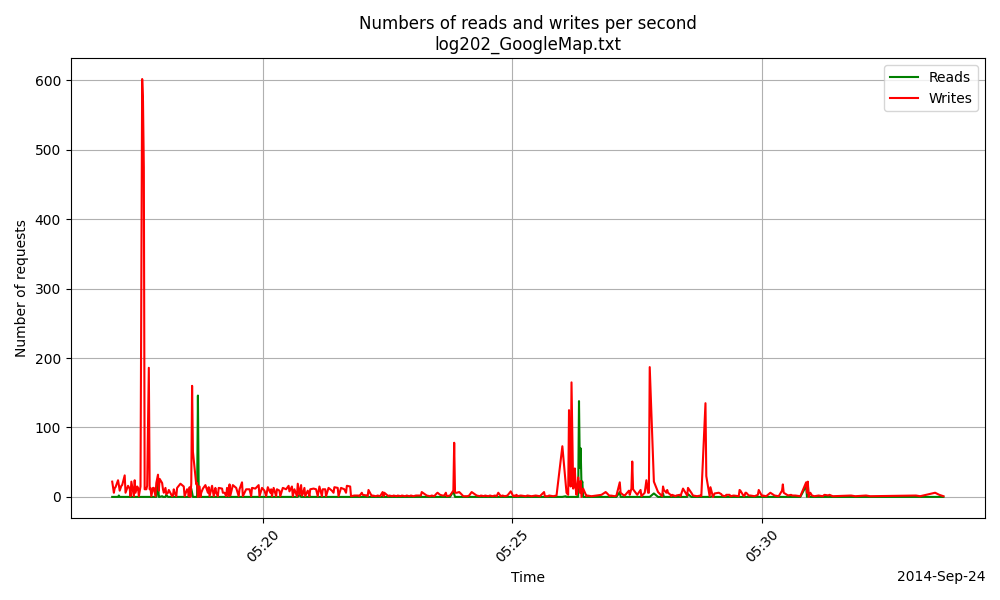 Numbers of reads and writes per second
log202_GoogleMap.txt
Reads
Writes
Number of requests
600
500
400
300
200
100
0
05:20
05:25
05:30
Time
2014-Sep-24